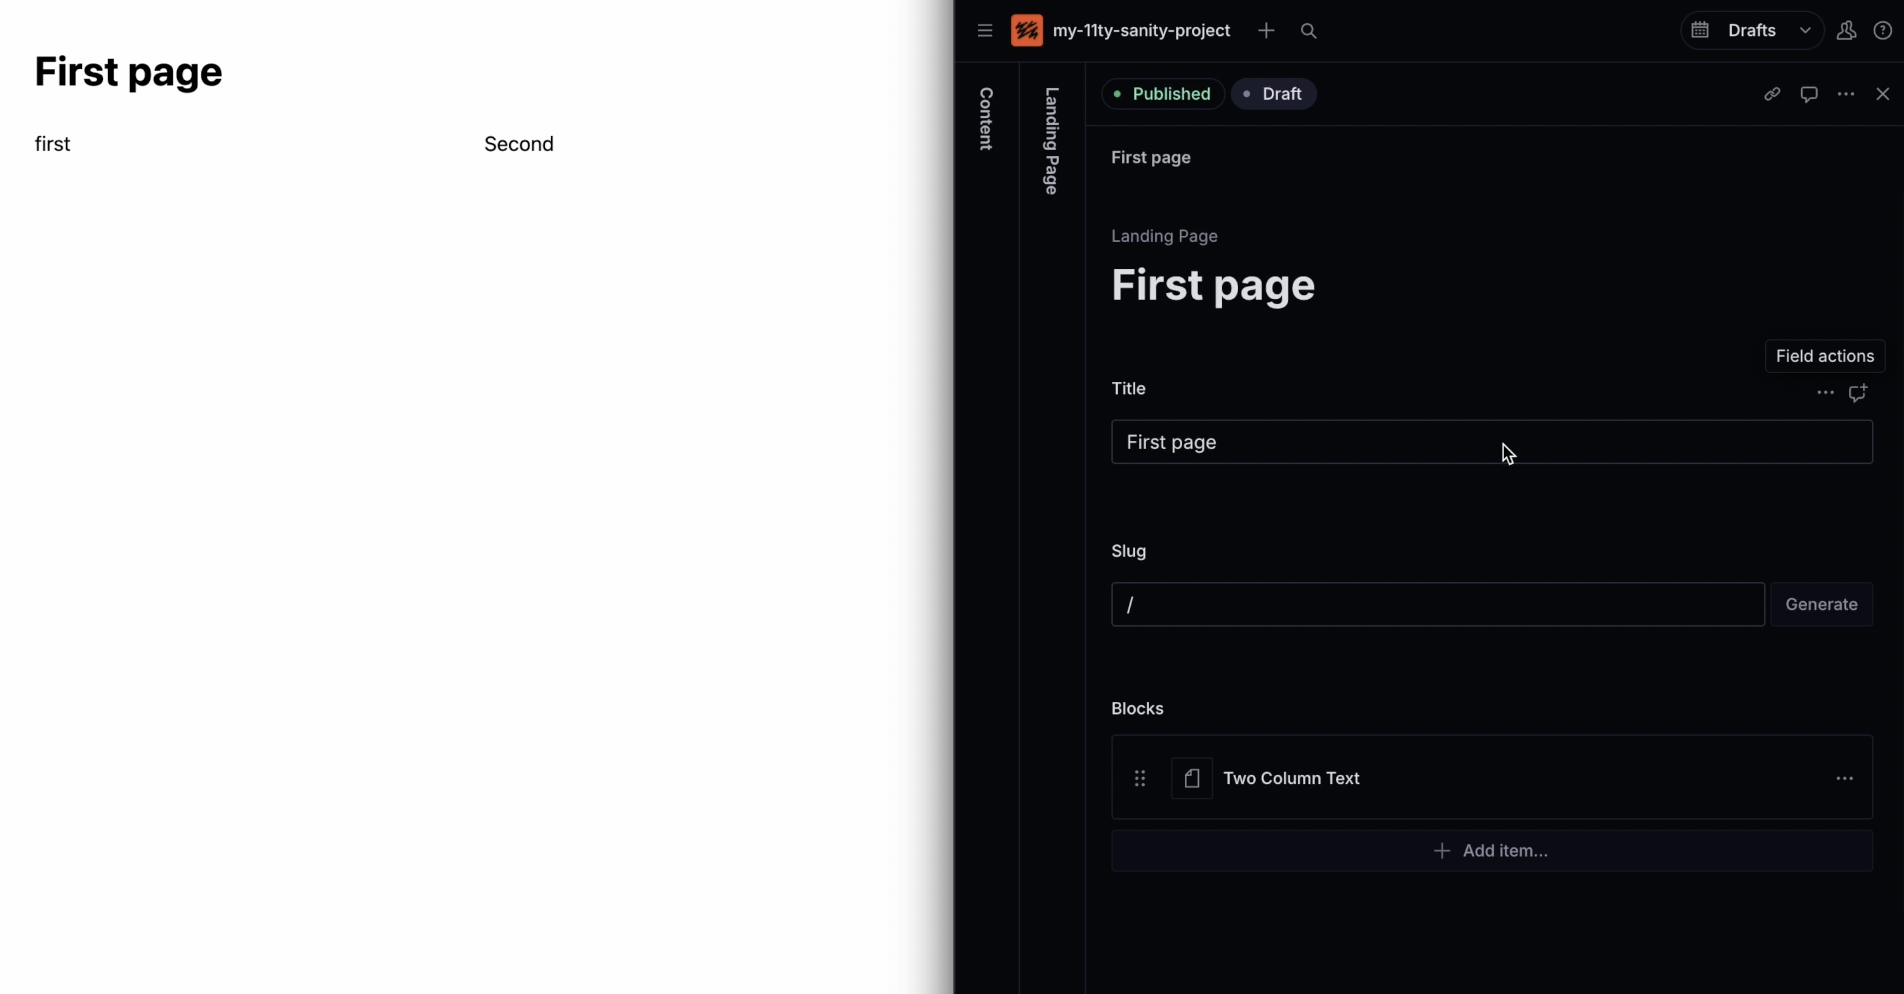 First page
first
Second
my-11ty-sanity-project
Drafts
Content
Landing Page
Published
Draft
First page
Landing Page
First page
Field actions
Title
First page
Slug
/
Generate
Blocks
Two Column Text
Add item...